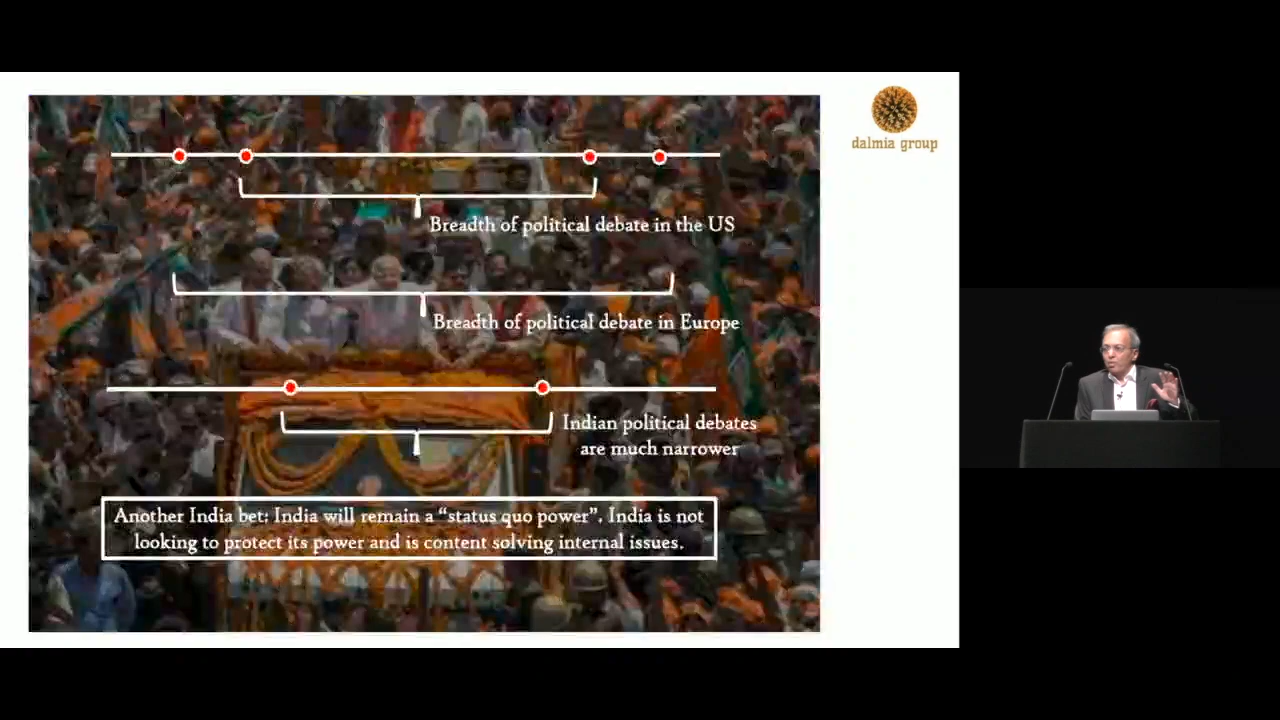 dalmia group
Breadth of political debate in the US
Breadth of political debate in Europe
Indian political debates
are much narrower
Another India bet: India will remain a “status quo power”. India is not
looking to protect its power and is content solving internal issues.